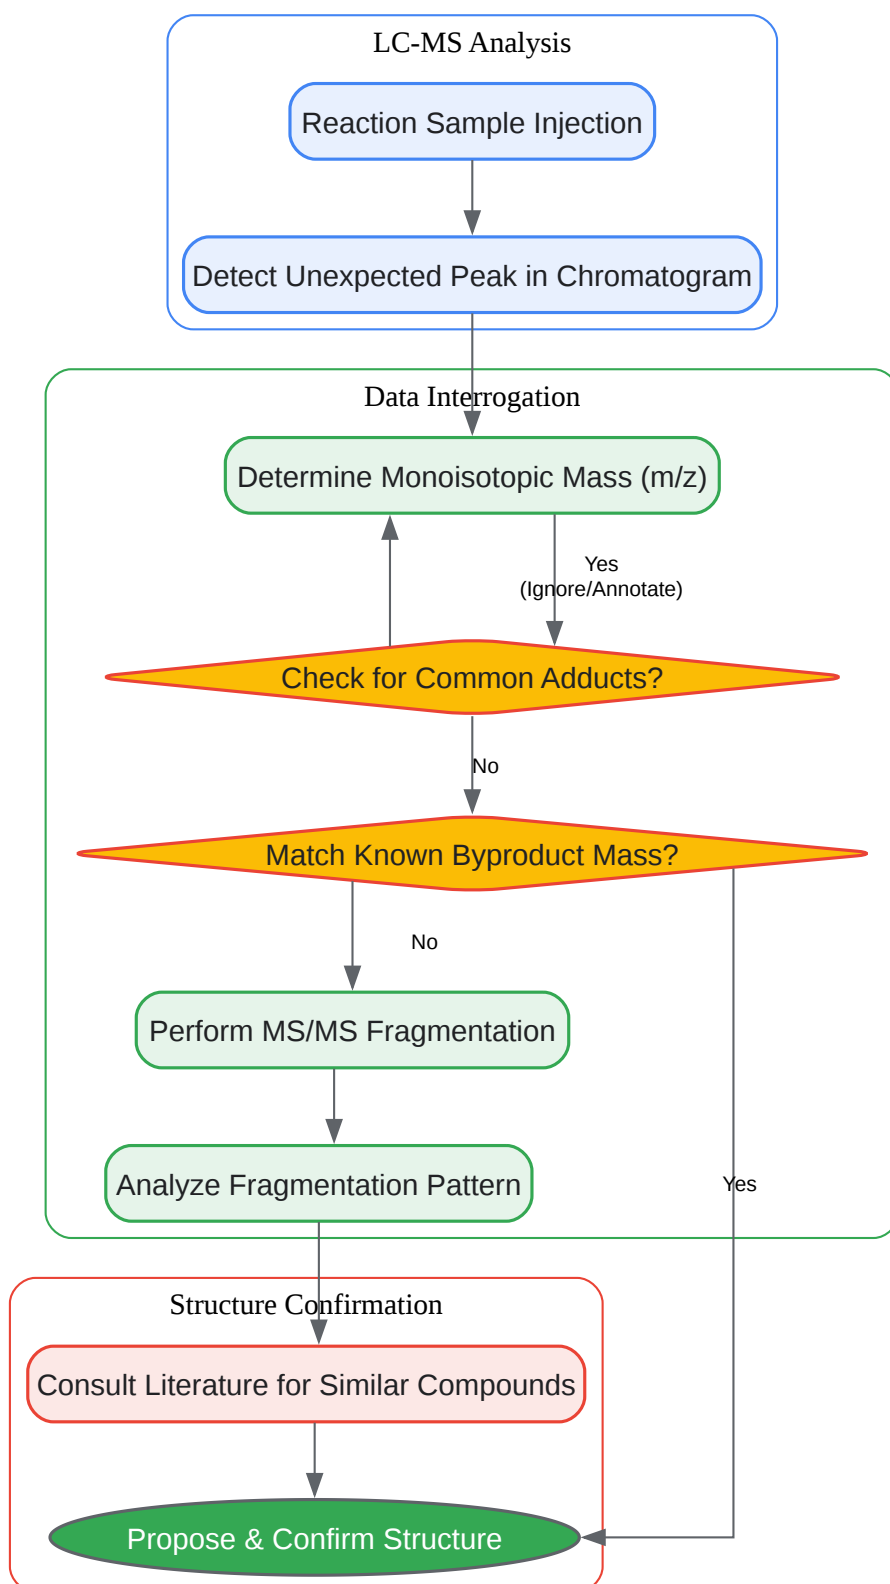 LC-MS Analysis
Reaction Sample Injection
Detect Unexpected Peak in Chromatogram
Data Interrogation
Determine Monoisotopic Mass (m/z)
Yes
(Ignore/Annotate)
Check for Common Adducts?
No
Match Known Byproduct Mass?
No
Perform MS/MS Fragmentation
Analyze Fragmentation Pattern
Yes
Structure Confirmation
Consult Literature for Similar Compounds
Propose & Confirm Structure